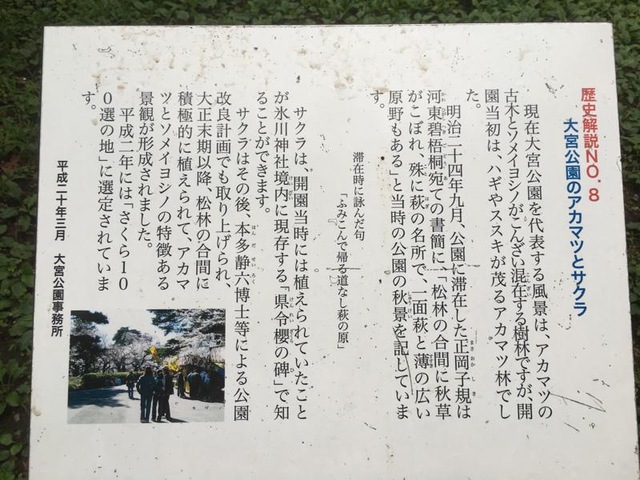 歴史解説NO.8
大宮公園のアカマツとサクラ
現在大宮公園を代表する風景は、アカマツの
古木とソメイヨシノがこんざい混在する樹林ですが、開
園当初は、ハギやススキが茂るアカマツ林でし
た。
明治二十四年九月、公園に滞在した正岡子規は
河東碧梧桐宛ての書簡に、「松林の合間に秋草
がこぼれ 殊に萩の名所で、一面萩と薄の広い
原野もある」と当時の公園の秋景を記していま
す。
滞在時に詠んだ句
「ふみこんで帰る道なし萩の原」
サクラは、開園当時には植えられていたこと
が氷川神社境内に現存する「県令櫻の碑」で知
ることができます。
サクラはその後、本多静六博士等による公園
改良計画でも取り上げられ、
大正末期以降、松林の合間に
積極的に植えられて、アカマ
ツとソメイヨシノの特徴ある
景観が形成されました。
平成二年には「さくら10
0選の地」に選定されていま
す。
平成二十年三月 大宮公園事務所